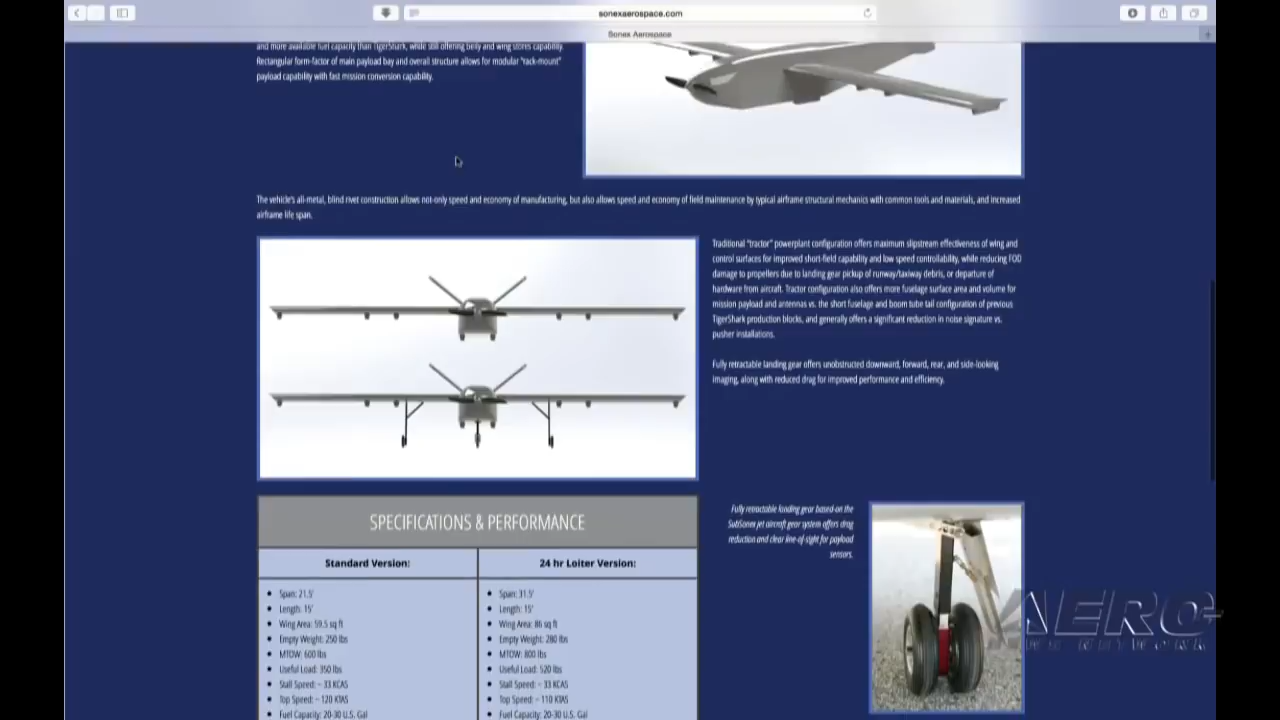 sonexaerospace.com
Sonex Aerospace
and more available fuel capacity than TigerShark, while still offering belly and wing stores capability.
Rectangular form-factor of main payload bay and overall structure allows for modular "rack-mount"
payload capability with fast mission conversion capability.
The vehicle's all-metal, blind rivet construction allows not-only speed and economy of manufacturing, but also allows speed and economy of field maintenance by typical airframe structural mechanics with common tools and materials, and increased
airframe life span.
Traditional "tractor" powerplant configuration offers maximum slipstream effectiveness of wing and
control surfaces for improved short-field capability and low speed controllability, while reducing FOD
damage to propellers due to landing gear pickup of runway/taxiway debris, or departure of
hardware from aircraft. Tractor configuration also offers more fuselage surface area and volume for
mission payload and antennas vs. the short fuselage and boom tube tail configuration of previous
TigerShark production blocks, and generally offers a significant reduction in noise signature vs.
pusher installations.
Fully retractable landing gear offers unobstructed downward, forward, rear, and side-looking
imaging, along with reduced drag for improved performance and efficiency.
SPECIFICATIONS & PERFORMANCE
Standard Version:
• Span: 21.5'
• Length: 15'
• Wing Area: 59.5 sq ft
• Empty Weight: 250 lbs
• MTOW: 600 lbs
• Useful Load: 350 lbs
• Stall Speed: ~ 33 KCAS
• Top Speed: ~ 120 KTAS
• Fuel Capacity: 20-30 U.S. Gal
24 hr Loiter Version:
• Span: 31.5'
• Length: 15'
• Wing Area: 86 sq ft
• Empty Weight: 280 lbs
• MTOW: 800 lbs
• Useful Load: 520 lbs
• Stall Speed: ~ 33 KCAS
• Top Speed: ~ 110 KTAS
• Fuel Capacity: 20-30 U.S. Gal
Fully retractable landing gear based on the
SubSonex jet aircraft gear system offers drag
reduction and clear line-of-sight for payload
sensors.
AERO
NETWORK